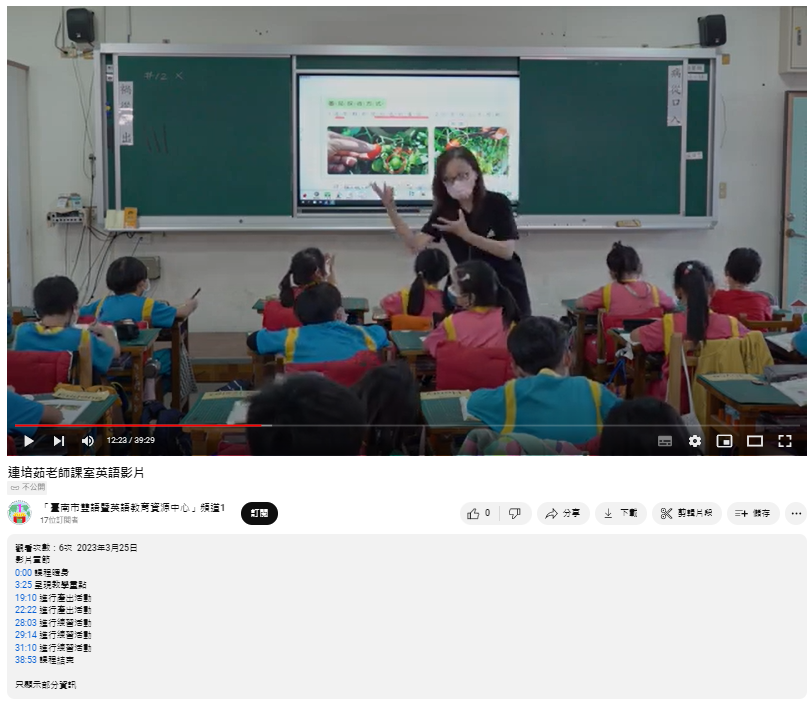 病從口入
禍從 出
12:23 / 39:29
連培茹老師課室英語影片
不公開
「臺南市雙語暨英語教育資源中心」頻道1
17位訂閱者
訂閱
0
分享
下載
剪輯片段
儲存
觀看次數：6次 2023年3月25日
影片章節
0:00 課程暖身
3:25 呈現教學重點
19:10 進行產出活動
22:22 進行產出活動
28:03 進行練習活動
29:14 進行練習活動
31:10 進行練習活動
38:53 課程結束
只顯示部分資訊